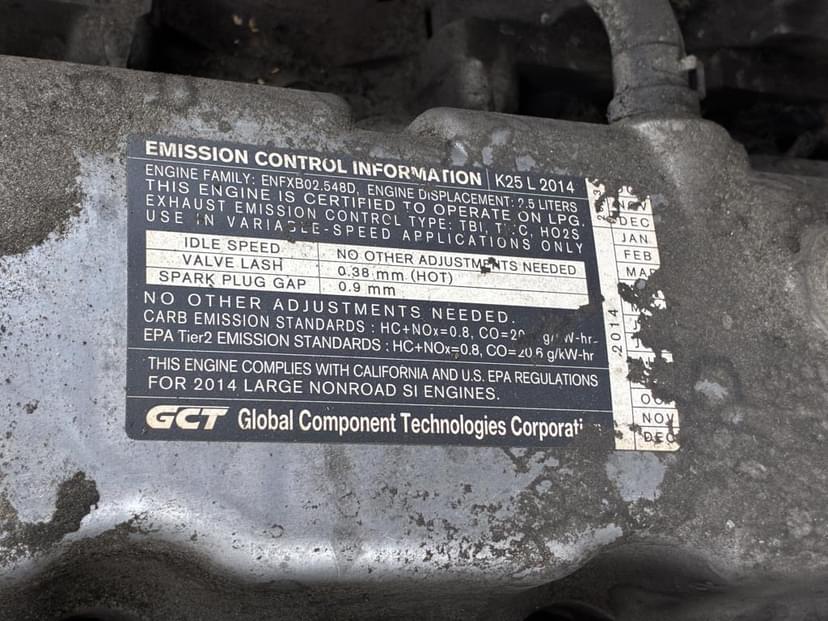 EMISSION CONTROL INFORMATION K25 L 2014
ENGINE FAMILY: ENFXB02.548D, ENGINE DISPLACEMENT: 2.5 LITERS
THIS ENGINE IS CERTIFIED TO OPERATE ON LPG.
EXHAUST EMISSION CONTROL TYPE: TBI, HO2S
USE IN VARIABLE-SPEED APPLICATIONS ONLY
IDLE SPEED NO OTHER ADJUSTMENTS NEEDED
VALVE LASH 0.38 mm (HOT)
SPARK PLUG GAP 0.9 mm
NO OTHER ADJUSTMENTS NEEDED.
CARB EMISSION STANDARDS : HC+NOx=0.8, g/kW-hr
EPA Tier2 EMISSION STANDARDS : HC+NOx=0.8, CO=20.6 g/kW-hr
THIS ENGINE COMPLIES WITH CALIFORNIA AND U.S. EPA REGULATIONS
FOR 2014 LARGE NONROAD SI ENGINES.
GCT Global Component Technologies
NOV
DEC
JAN
FEB
MAR
2014
NOV
DEC